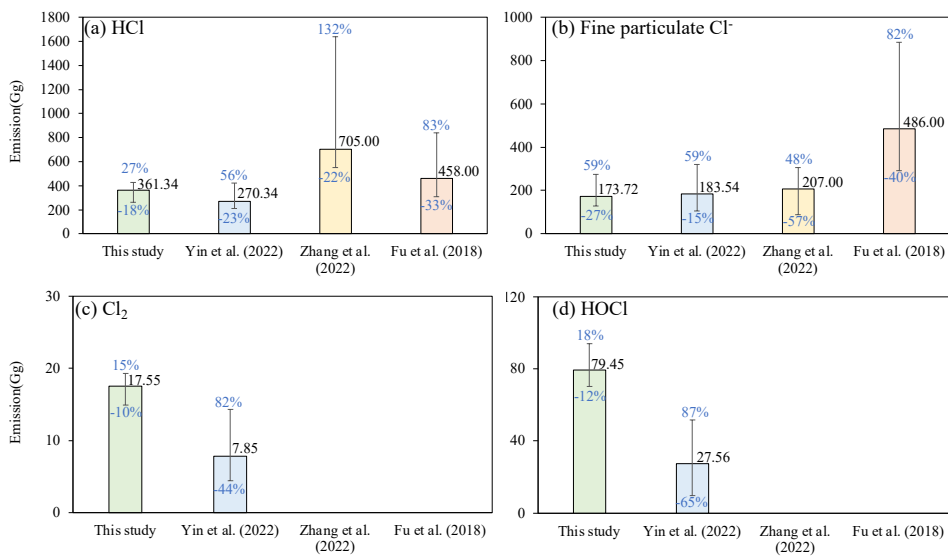 (a) HCl
Emission(Gg)
1800
1600
1400
1200
1000
800
600
400
200
0
27%
361.34
-18%
56%
270.34
-23%
132%
705.00
-22%
83%
458.00
-33%
This study
Yin et al. (2022)
Zhang et al.
(2022)
Fu et al. (2018)
(b) Fine particulate Cl⁻
1000
800
600
400
200
0
59%
173.72
-27%
59%
183.54
-15%
48%
207.00
-57%
82%
486.00
-40%
This study
Yin et al. (2022)
Zhang et al.
(2022)
Fu et al. (2018)
(c) Cl₂
Emission(Gg)
30
20
10
0
15%
17.55
-10%
82%
7.85
-44%
This study
Yin et al. (2022)
Zhang et al.
(2022)
Fu et al. (2018)
(d) HOCl
120
80
40
0
18%
79.45
-12%
87%
27.56
-65%
This study
Yin et al. (2022)
Zhang et al.
(2022)
Fu et al. (2018)